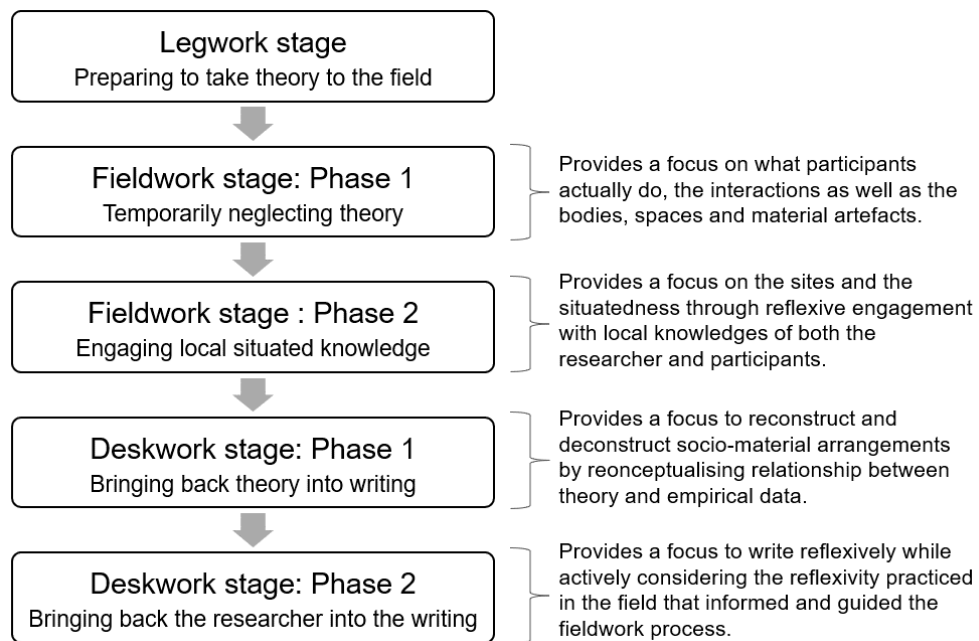 Legwork stage
Preparing to take theory to the field
Fieldwork stage: Phase 1
Temporarily neglecting theory
Provides a focus on what participants
actually do, the interactions as well as the
bodies, spaces and material artefacts.
Fieldwork stage : Phase 2
Engaging local situated knowledge
Provides a focus on the sites and the
situatedness through reflexive engagement
with local knowledges of both the
researcher and participants.
Deskwork stage: Phase 1
Bringing back theory into writing
Provides a focus to reconstruct and
deconstruct socio-material arrangements
by reonceptualising relationship between
theory and empirical data.
Deskwork stage: Phase 2
Bringing back the researcher into the writing
Provides a focus to write reflexively while
actively considering the reflexivity practiced
in the field that informed and guided the
fieldwork process.